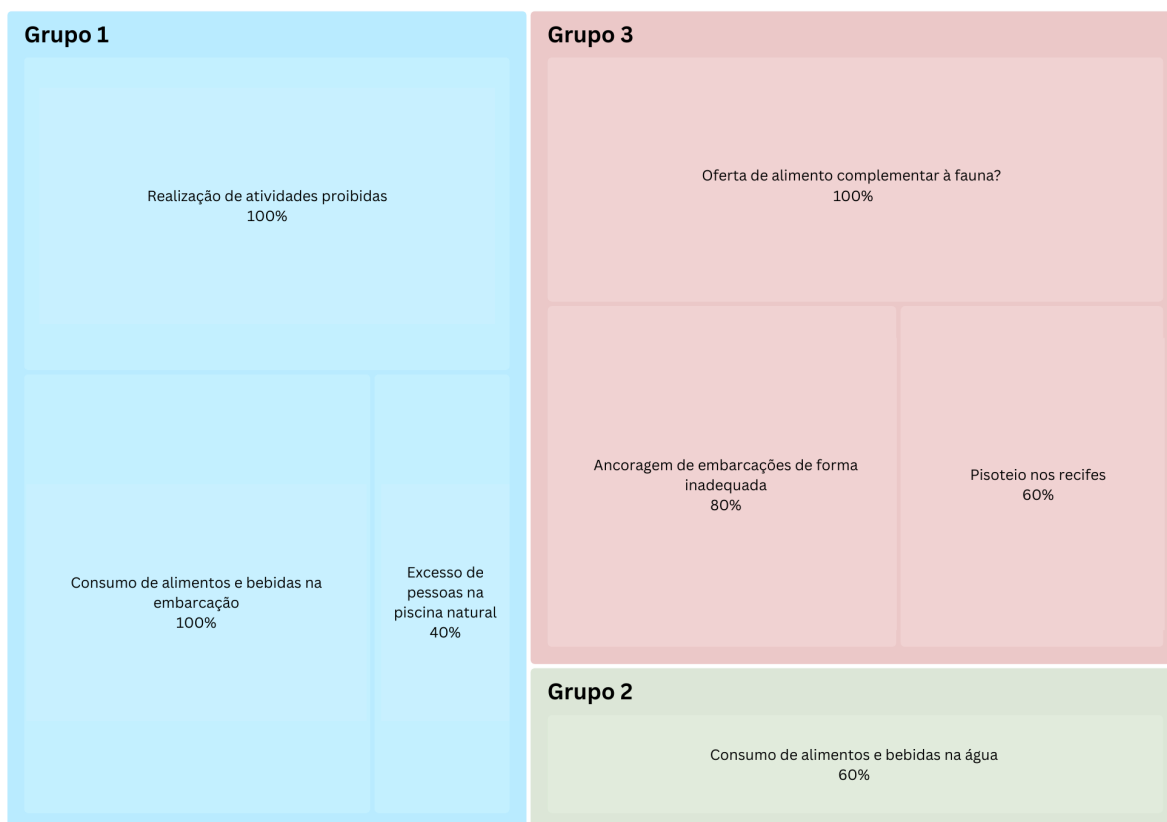 Grupo 1
Realização de atividades proibidas
100%
Consumo de alimentos e bebidas na
embarcação
100%
Excesso de
pessoas na
piscina natural
40%
Grupo 3
Oferta de alimento complementar à fauna?
100%
Ancoragem de embarcações de forma
inadequada
80%
Pisoteio nos recifes
60%
Grupo 2
Consumo de alimentos e bebidas na água
60%